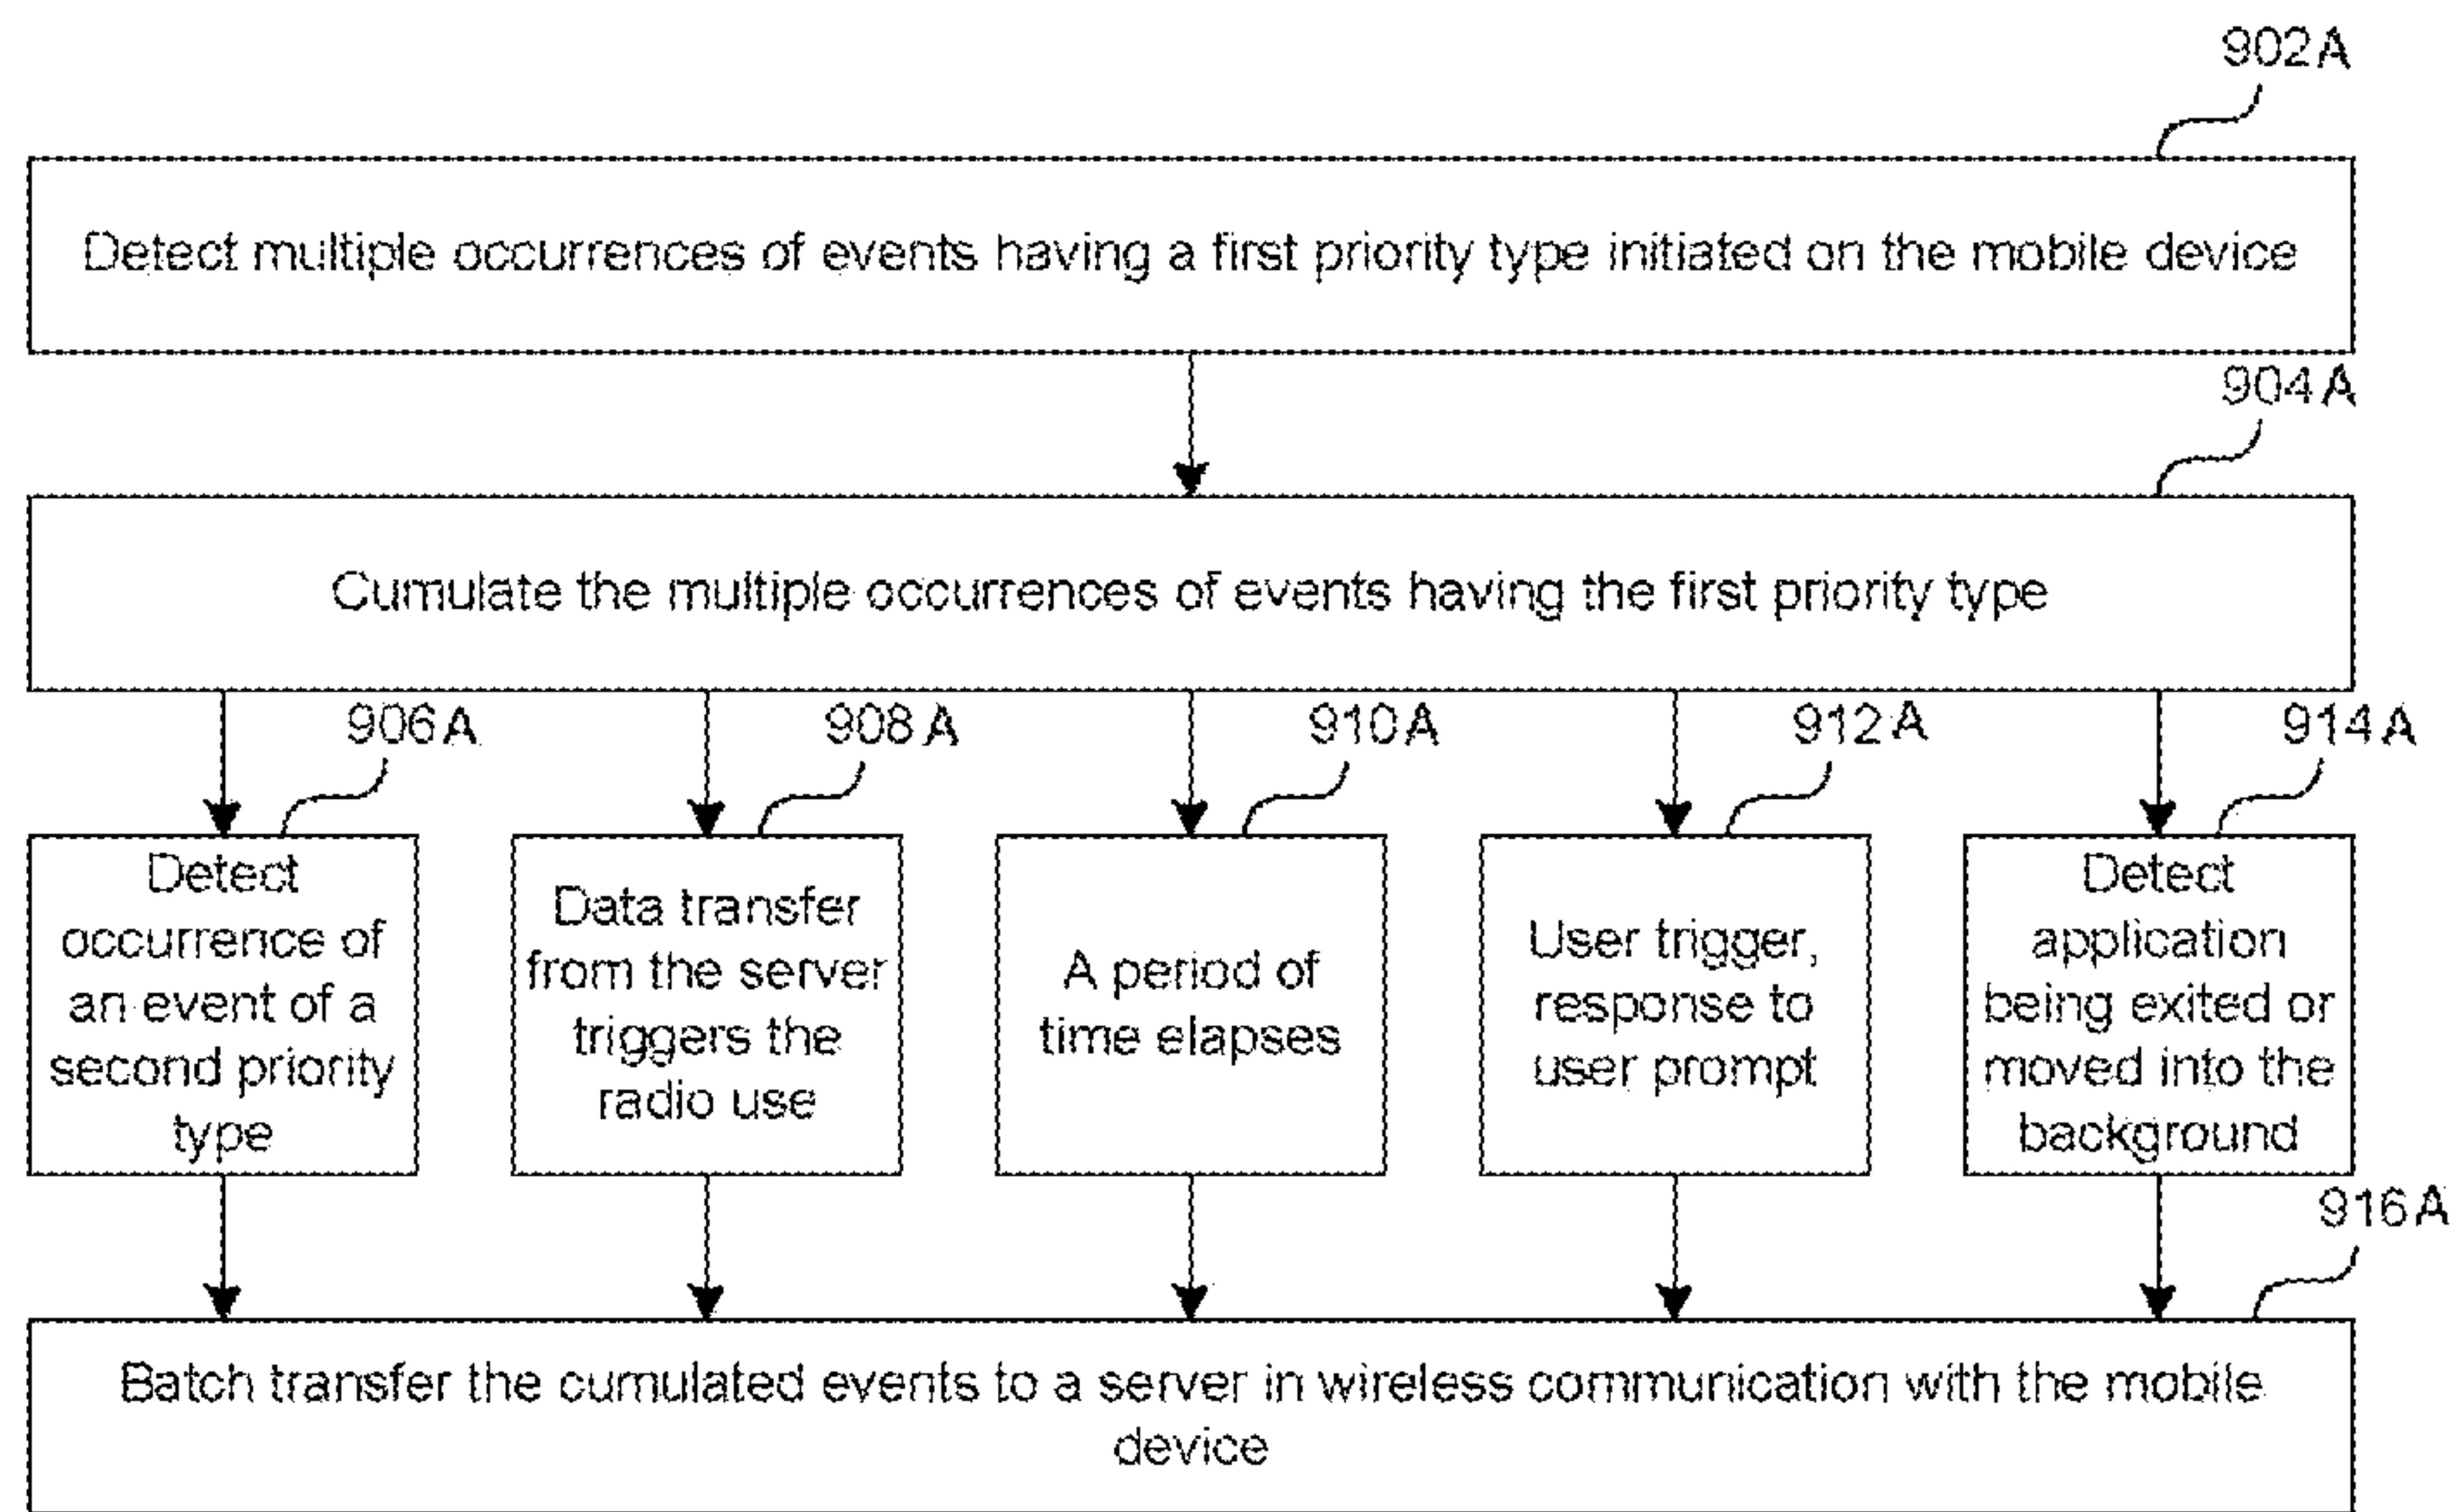 902A
Detect multiple occurrences of events having a first priority type initiated on the mobile device
904A
Cumulate the multiple occurrences of events having the first priority type
906A
908A
910A
912A
914A
Detect
occurrence of
an event of a
second priority
type
Data transfer
from the server
triggers the
radio use
A period of
time elapses
User trigger,
response to
user prompt
Detect
application
being exited or
moved into the
background
916A
Batch transfer the cumulated events to a server in wireless communication with the mobile
device